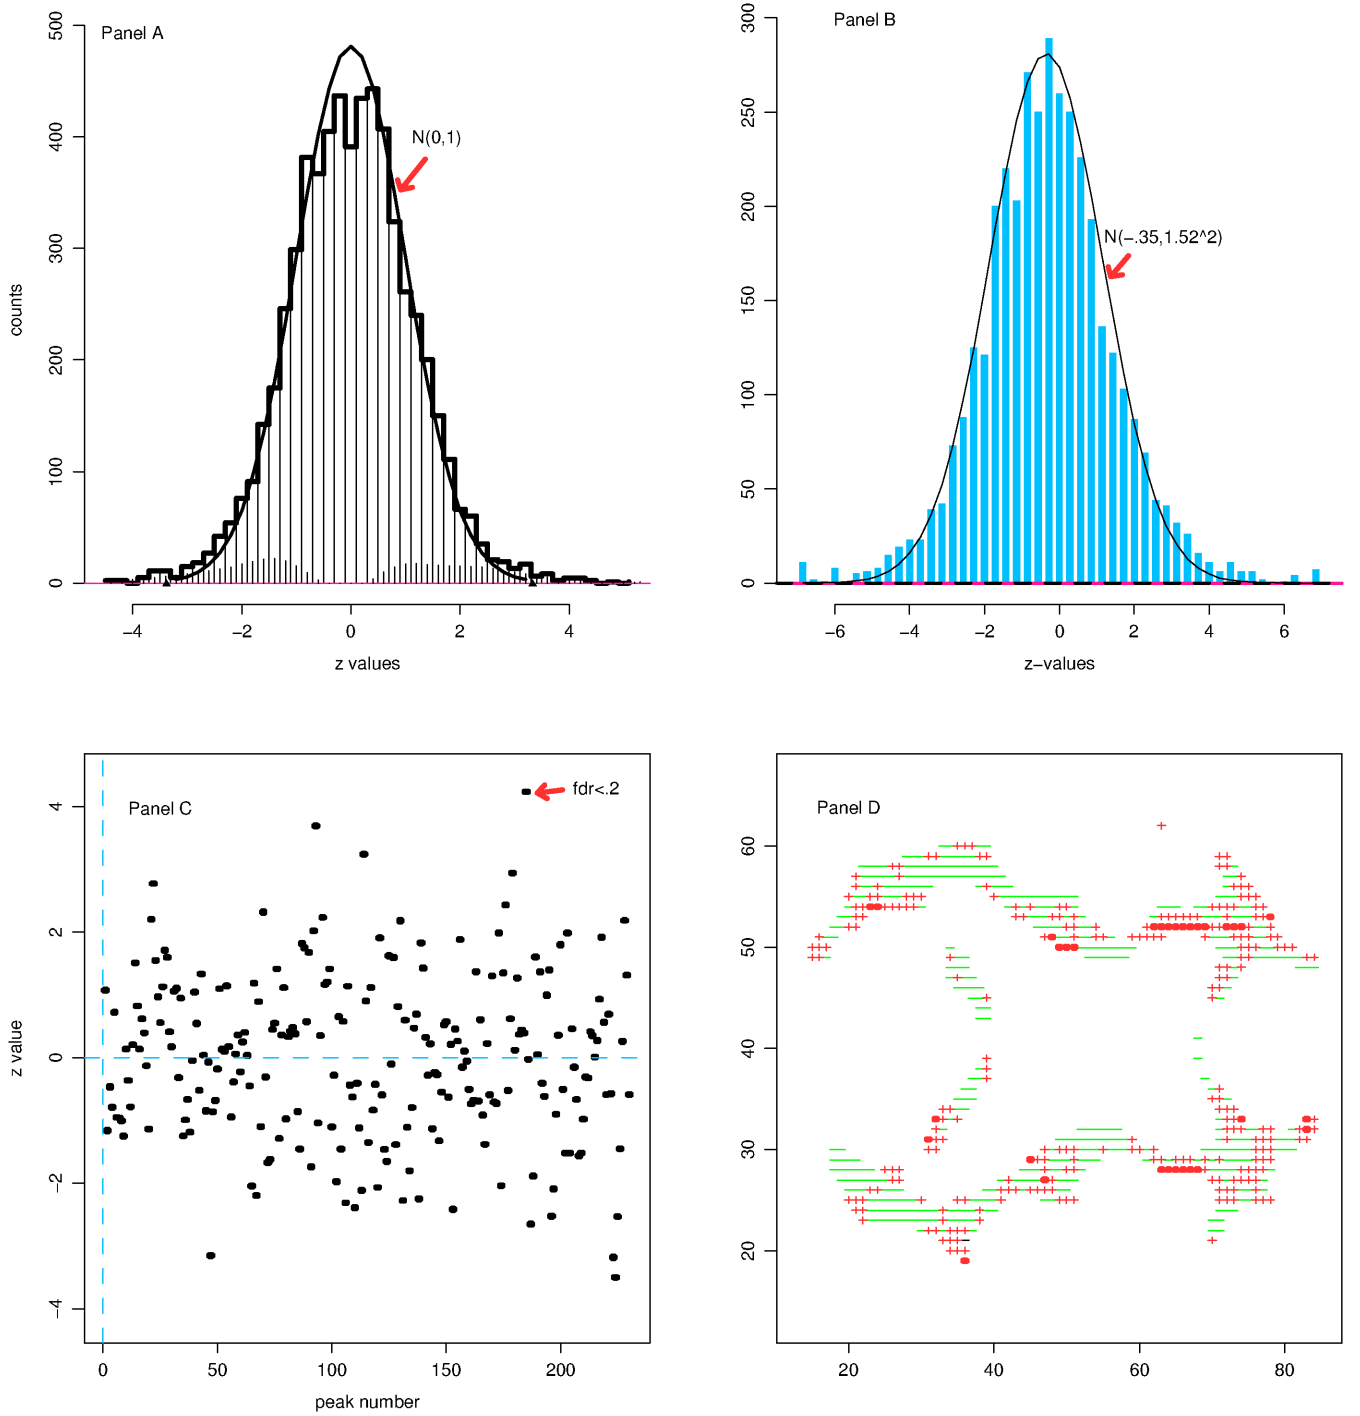 Panel A
500
400
300
200
100
0
counts
N(0,1)
−4 −2 0 2 4
z values
Panel B
300
250
200
150
100
50
0
N(−.35,1.52^2)
−6 −4 −2 0 2 4 6
z−values
Panel C
4
2
0
−2
−4
z value
fdr<.2
0 50 100 150 200
peak number
Panel D
60
50
40
30
20
20 40 60 80